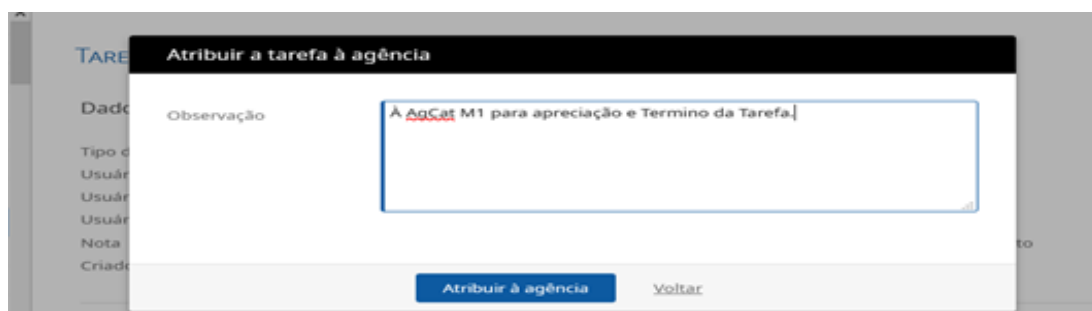 TARE
Atribuir a tarefa à agência
Dado
Observação
À AgCat M1 para apreciação e Termino da Tarefa.
Tipo d
Usuár
Usuár
Usuár
Nota
to
Criado
Atribuir à agência
Voltar